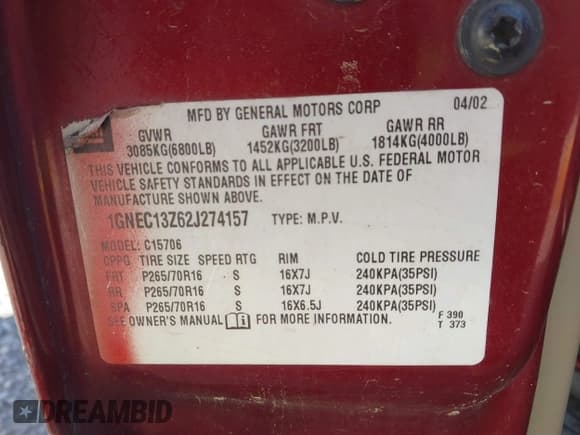 MFD BY GENERAL MOTORS CORP 04/02
GVWR GAWR FRT GAWR RR
3085KG(6800LB) 1452KG(3200LB) 1814KG(4000LB)
THIS VEHICLE CONFORMS TO ALL APPLICABLE U.S. FEDERAL MOTOR
VEHICLE SAFETY STANDARDS IN EFFECT ON THE DATE OF
MANUFACTURE SHOWN ABOVE.
1GNEC13Z62J274157 TYPE: M.P.V.
MODEL: C15706
OPPG TIRE SIZE SPEED RTG RIM COLD TIRE PRESSURE
FRT P265/70R16 S 16X7J 240KPA(35PSI)
RR P265/70R16 S 16X7J 240KPA(35PSI)
SPA P265/70R16 S 16X6.5J 240KPA(35PSI)
SEE OWNER'S MANUAL FOR MORE INFORMATION. F 390
T 373
DREAMBID